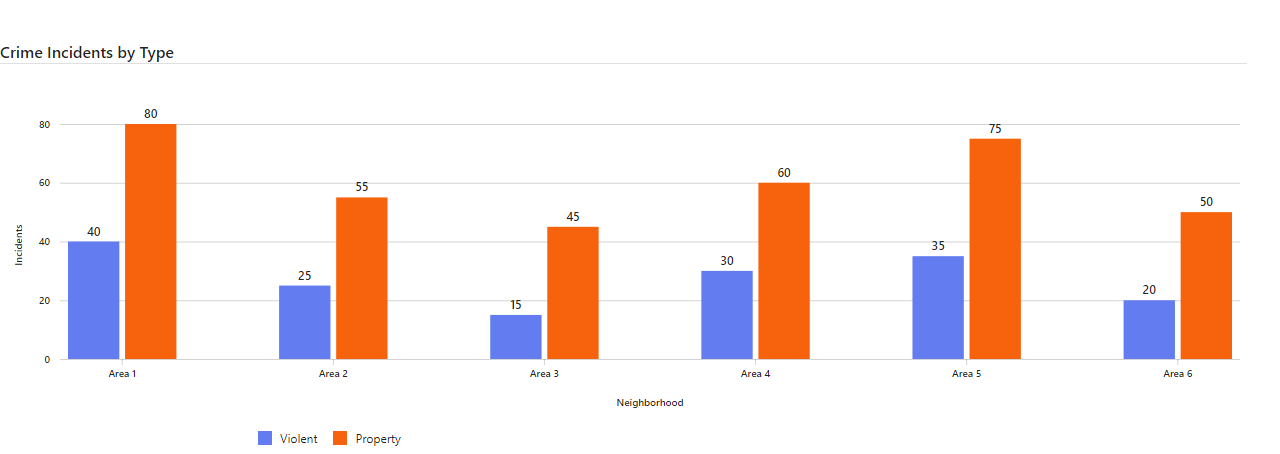 Crime Incidents by Type
80
60
40
20
0
Incidents
40
80
25
55
15
45
30
60
35
75
20
50
Area 1
Area 2
Area 3
Area 4
Area 5
Area 6
Neighborhood
Violent
Property